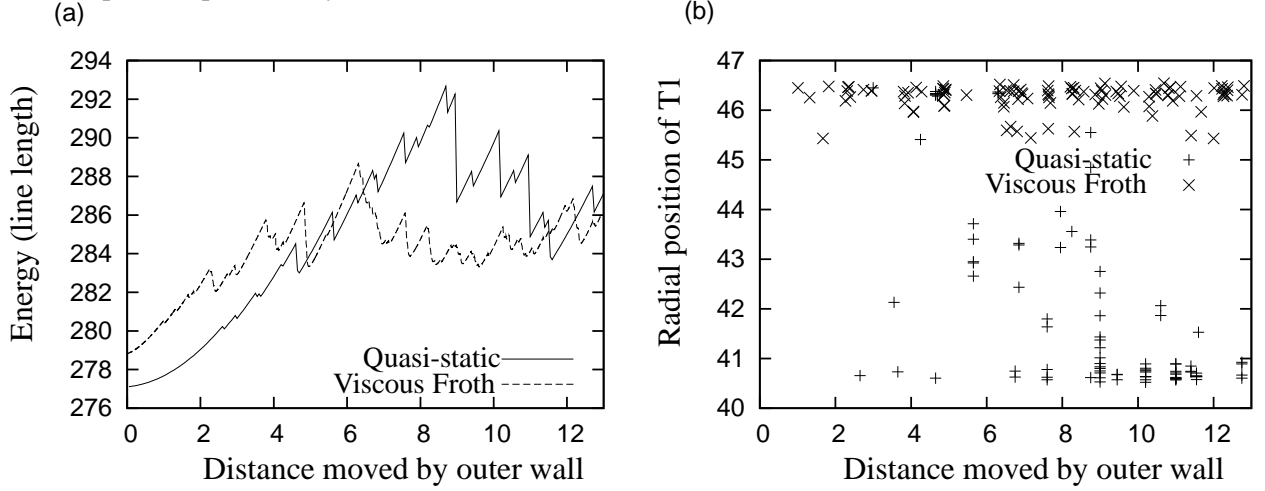 (a)
294
292
290
288
286
284
282
280
278
276
Energy (line length)
0 2 4 6 8 10 12
Distance moved by outer wall
Quasi-static
Viscous Froth
(b)
47
46
45
44
43
42
41
40
Radial position of T1
0 2 4 6 8 10 12
Distance moved by outer wall
Quasi-static
Viscous Froth